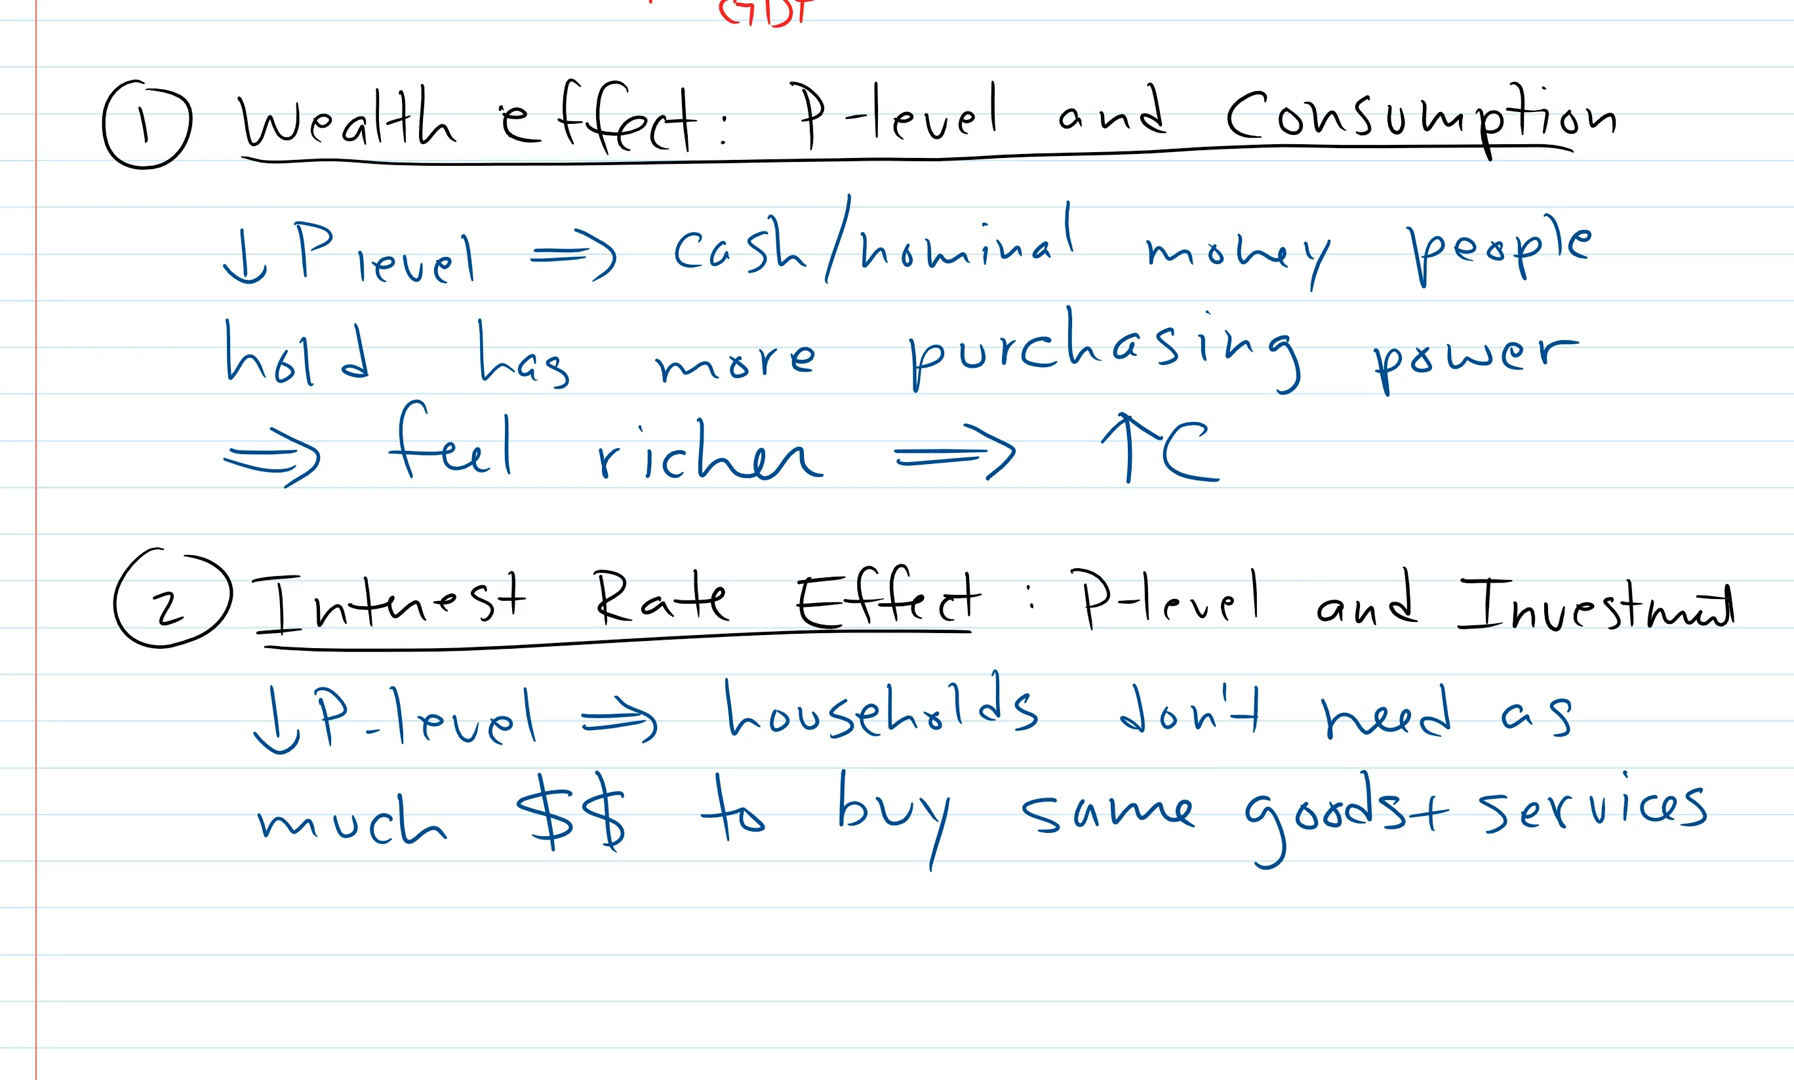 ① Wealth effect: P-level and Consumption
↓ P level ⇒ cash/nominal money people
hold has more purchasing power
⇒ feel richer ⇒ ↑C
② Interest Rate Effect : P-level and Investment
↓ P-level ⇒ households don't need as
much $$ to buy same goods + services